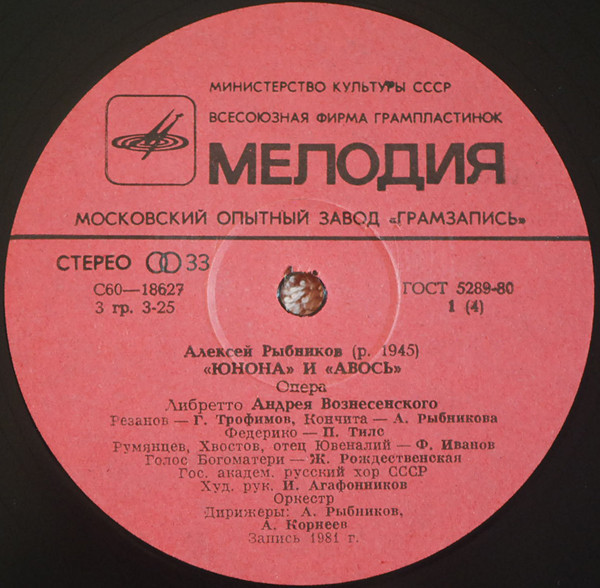 МИНИСТЕРСТВО КУЛЬТУРЫ СССР
ВСЕСОЮЗНАЯ ФИРМА ГРАМПЛАСТИНОК
МЕЛОДИЯ
МОСКОВСКИЙ ОПЫТНЫЙ ЗАВОД «ГРАМЗАПИСЬ»
СТЕРЕО 33
С60—18627 ГОСТ 5289-80
3 гр. 3-25 1 (4)
Алексей Рыбников (р. 1945)
«ЮНОНА» И «АВОСЬ»
Опера
Либретто Андрея Вознесенского
Резанов — Г. Трофимов, Кончита — А. Рыбникова
Федерико — П. Тилс
Румянцев, Хвостов, отец Ювеналий — Ф. Иванов
Голос Богоматери — Ж. Рождественская
Гос. академ. русский хор СССР
Худ. рук. И. Агафонников
Оркестр
Дирижеры: А. Рыбников,
А. Корнеев
Запись 1981 г.